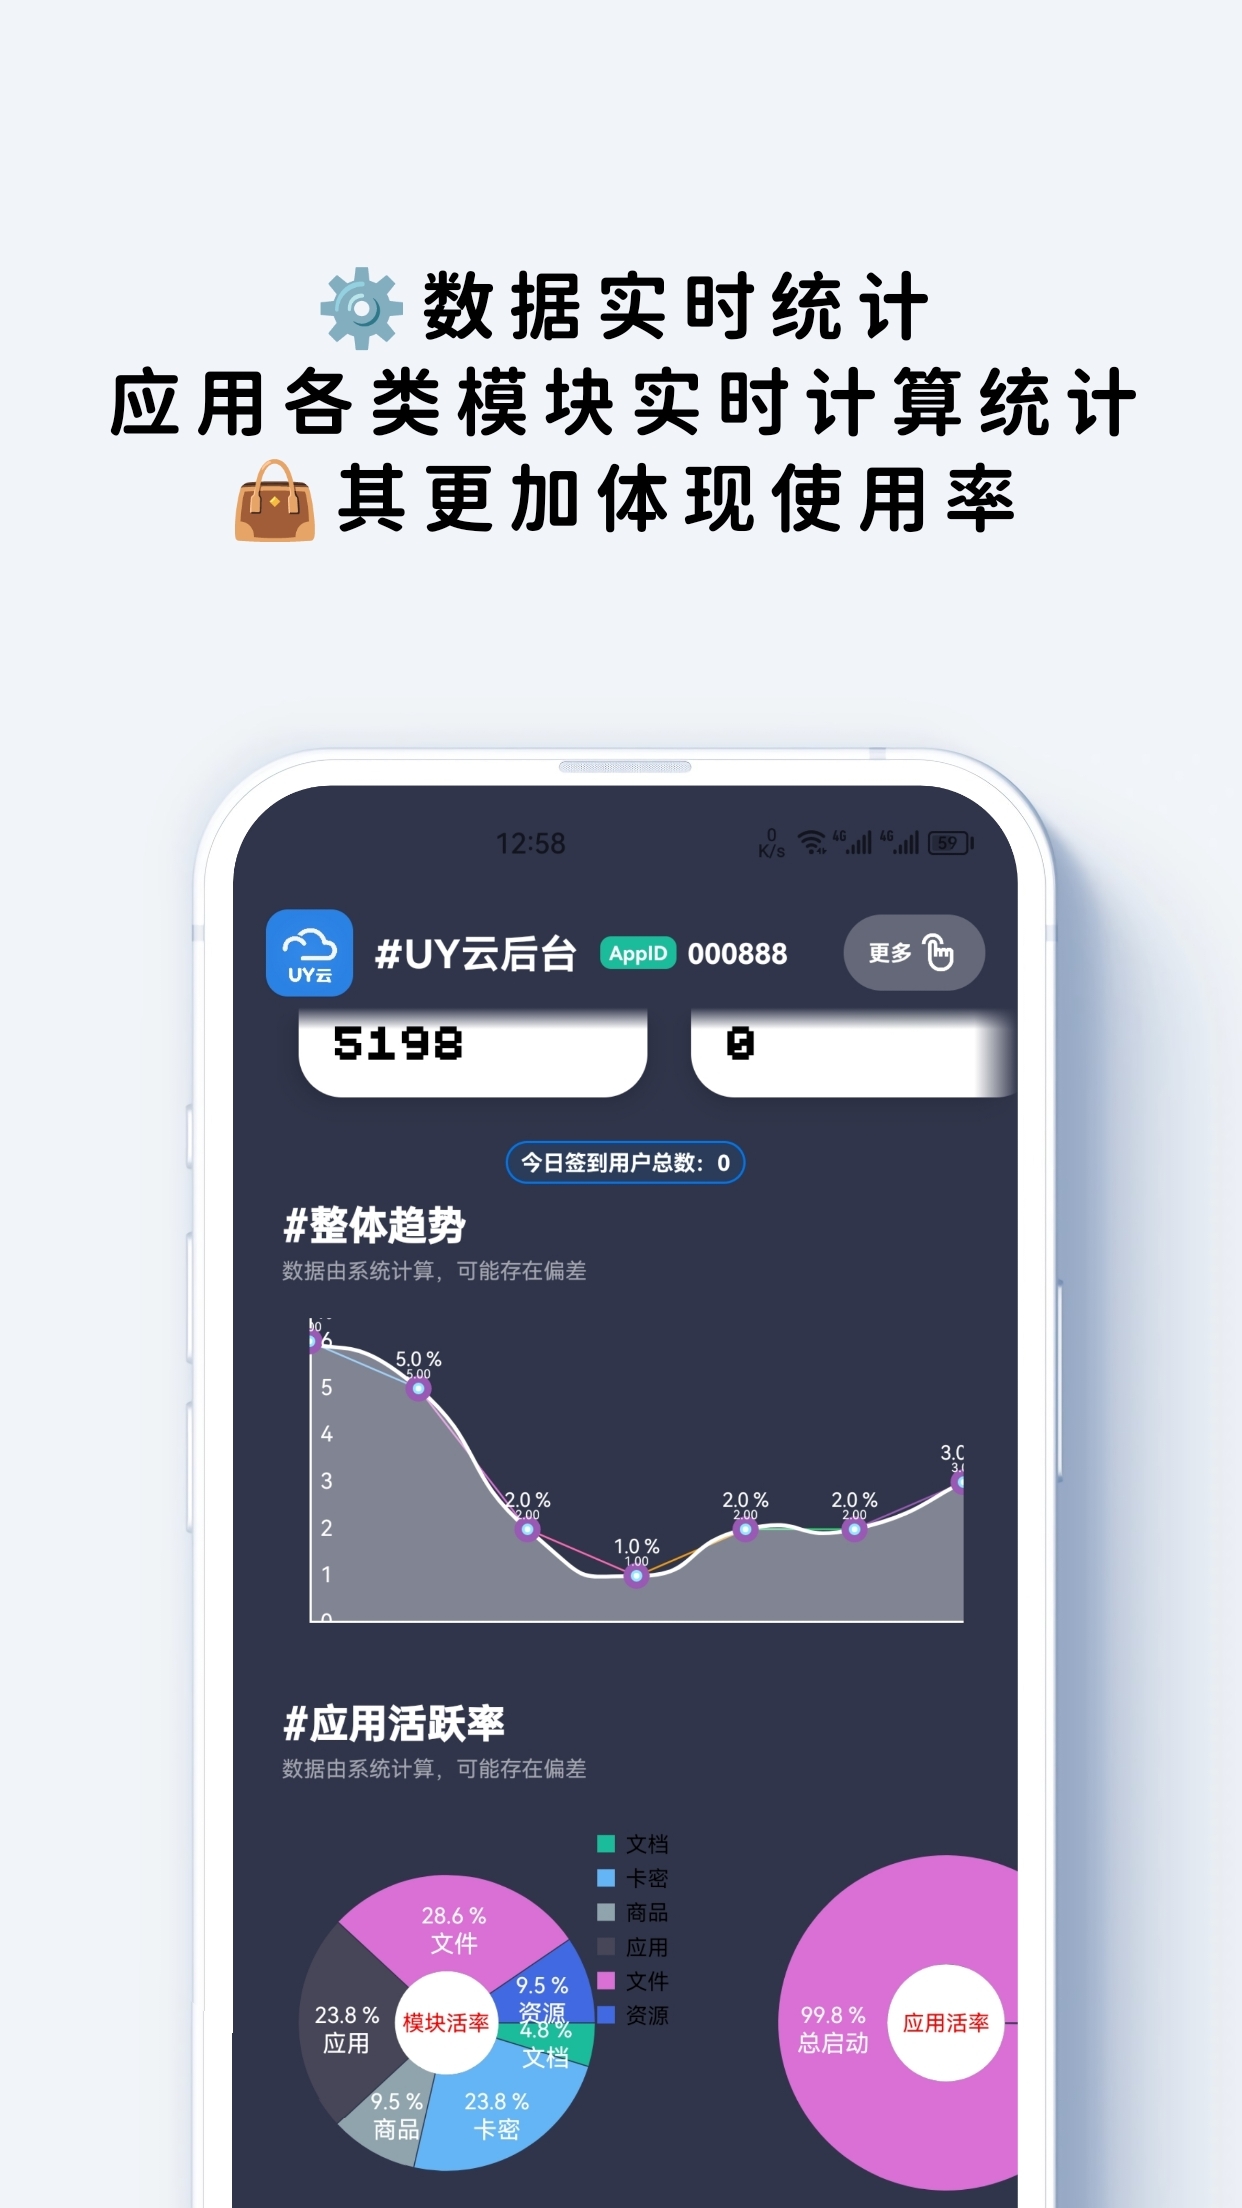 ⚙️数据实时统计
应用各类模块实时计算统计
👜其更加体现使用率
12:58
0 K/s 4G 4G 59
UY云
#UY云后台 AppID 000888 更多
5198 0
今日签到用户总数：0
#整体趋势
数据由系统计算，可能存在偏差
6
5.0 %
5.00
5
4
3
2
1
2.0 %
2.00
1.0 %
1.00
2.0 %
2.00
2.0 %
2.00
#应用活跃率
数据由系统计算，可能存在偏差
文档
卡密
商品
应用
文件
资源
28.6 %
文件
9.5 %
资源
4.8 %
文档
23.8 %
卡密
9.5 %
商品
23.8 %
应用
模块活率
99.8 %
总启动
应用活率